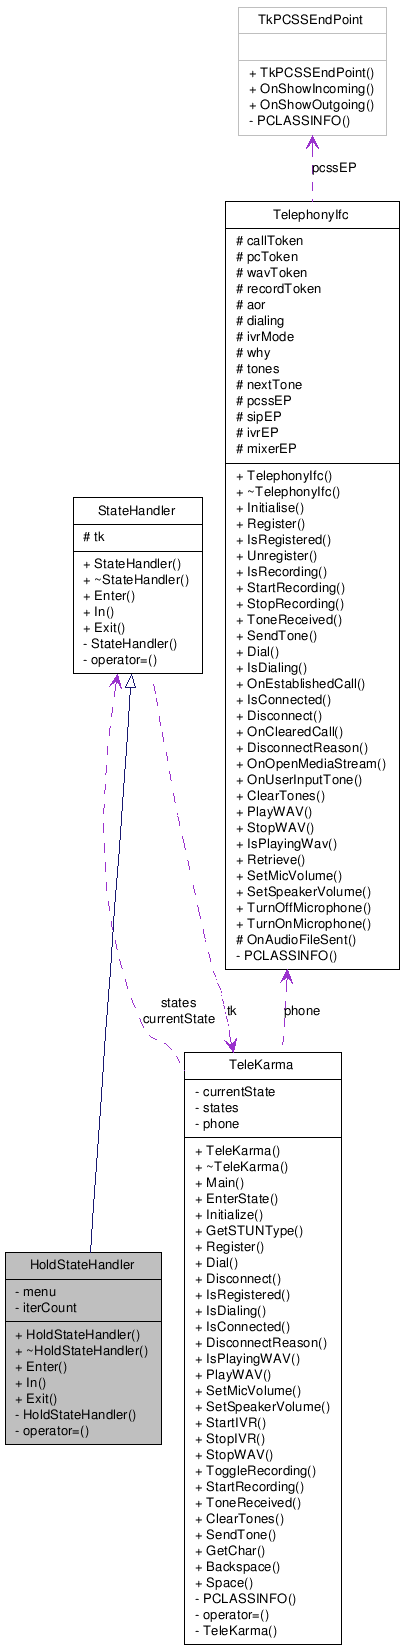 TkPCSSEndPoint
+ TkPCSSEndPoint()
+ OnShowIncoming()
+ OnShowOutgoing()
- PCLASSINFO()
pcssEP
TelephonyIfc
# callToken
# pcToken
# wavToken
# recordToken
# aor
# dialing
# ivrMode
# why
# tones
# nextTone
# pcssEP
# sipEP
# ivrEP
# mixerEP
+ TelephonyIfc()
+ ~TelephonyIfc()
+ Initialise()
+ Register()
+ IsRegistered()
+ Unregister()
+ IsRecording()
+ StartRecording()
+ StopRecording()
+ ToneReceived()
+ SendTone()
+ Dial()
+ IsDialing()
+ OnEstablishedCall()
+ IsConnected()
+ Disconnect()
+ OnClearedCall()
+ DisconnectReason()
+ OnOpenMediaStream()
+ OnUserInputTone()
+ ClearTones()
+ PlayWAV()
+ StopWAV()
+ IsPlayingWav()
+ Retrieve()
+ SetMicVolume()
+ SetSpeakerVolume()
+ TurnOffMicrophone()
+ TurnOnMicrophone()
# OnAudioFileSent()
- PCLASSINFO()
StateHandler
# tk
+ StateHandler()
+ ~StateHandler()
+ Enter()
+ In()
+ Exit()
- StateHandler()
- operator=()
states
currentState
tk
phone
TeleKarma
- currentState
- states
- phone
+ TeleKarma()
+ ~TeleKarma()
+ Main()
+ EnterState()
+ Initialize()
+ GetSTUNType()
+ Register()
+ Dial()
+ Disconnect()
+ IsRegistered()
+ IsDialing()
+ IsConnected()
+ DisconnectReason()
+ IsPlayingWAV()
+ PlayWAV()
+ SetMicVolume()
+ SetSpeakerVolume()
+ StartIVR()
+ StopIVR()
+ StopWAV()
+ ToggleRecording()
+ StartRecording()
+ ToneReceived()
+ ClearTones()
+ SendTone()
+ GetChar()
+ Backspace()
+ Space()
- PCLASSINFO()
- operator=()
- TeleKarma()
HoldStateHandler
- menu
- iterCount
+ HoldStateHandler()
+ ~HoldStateHandler()
+ Enter()
+ In()
+ Exit()
- HoldStateHandler()
- operator=()